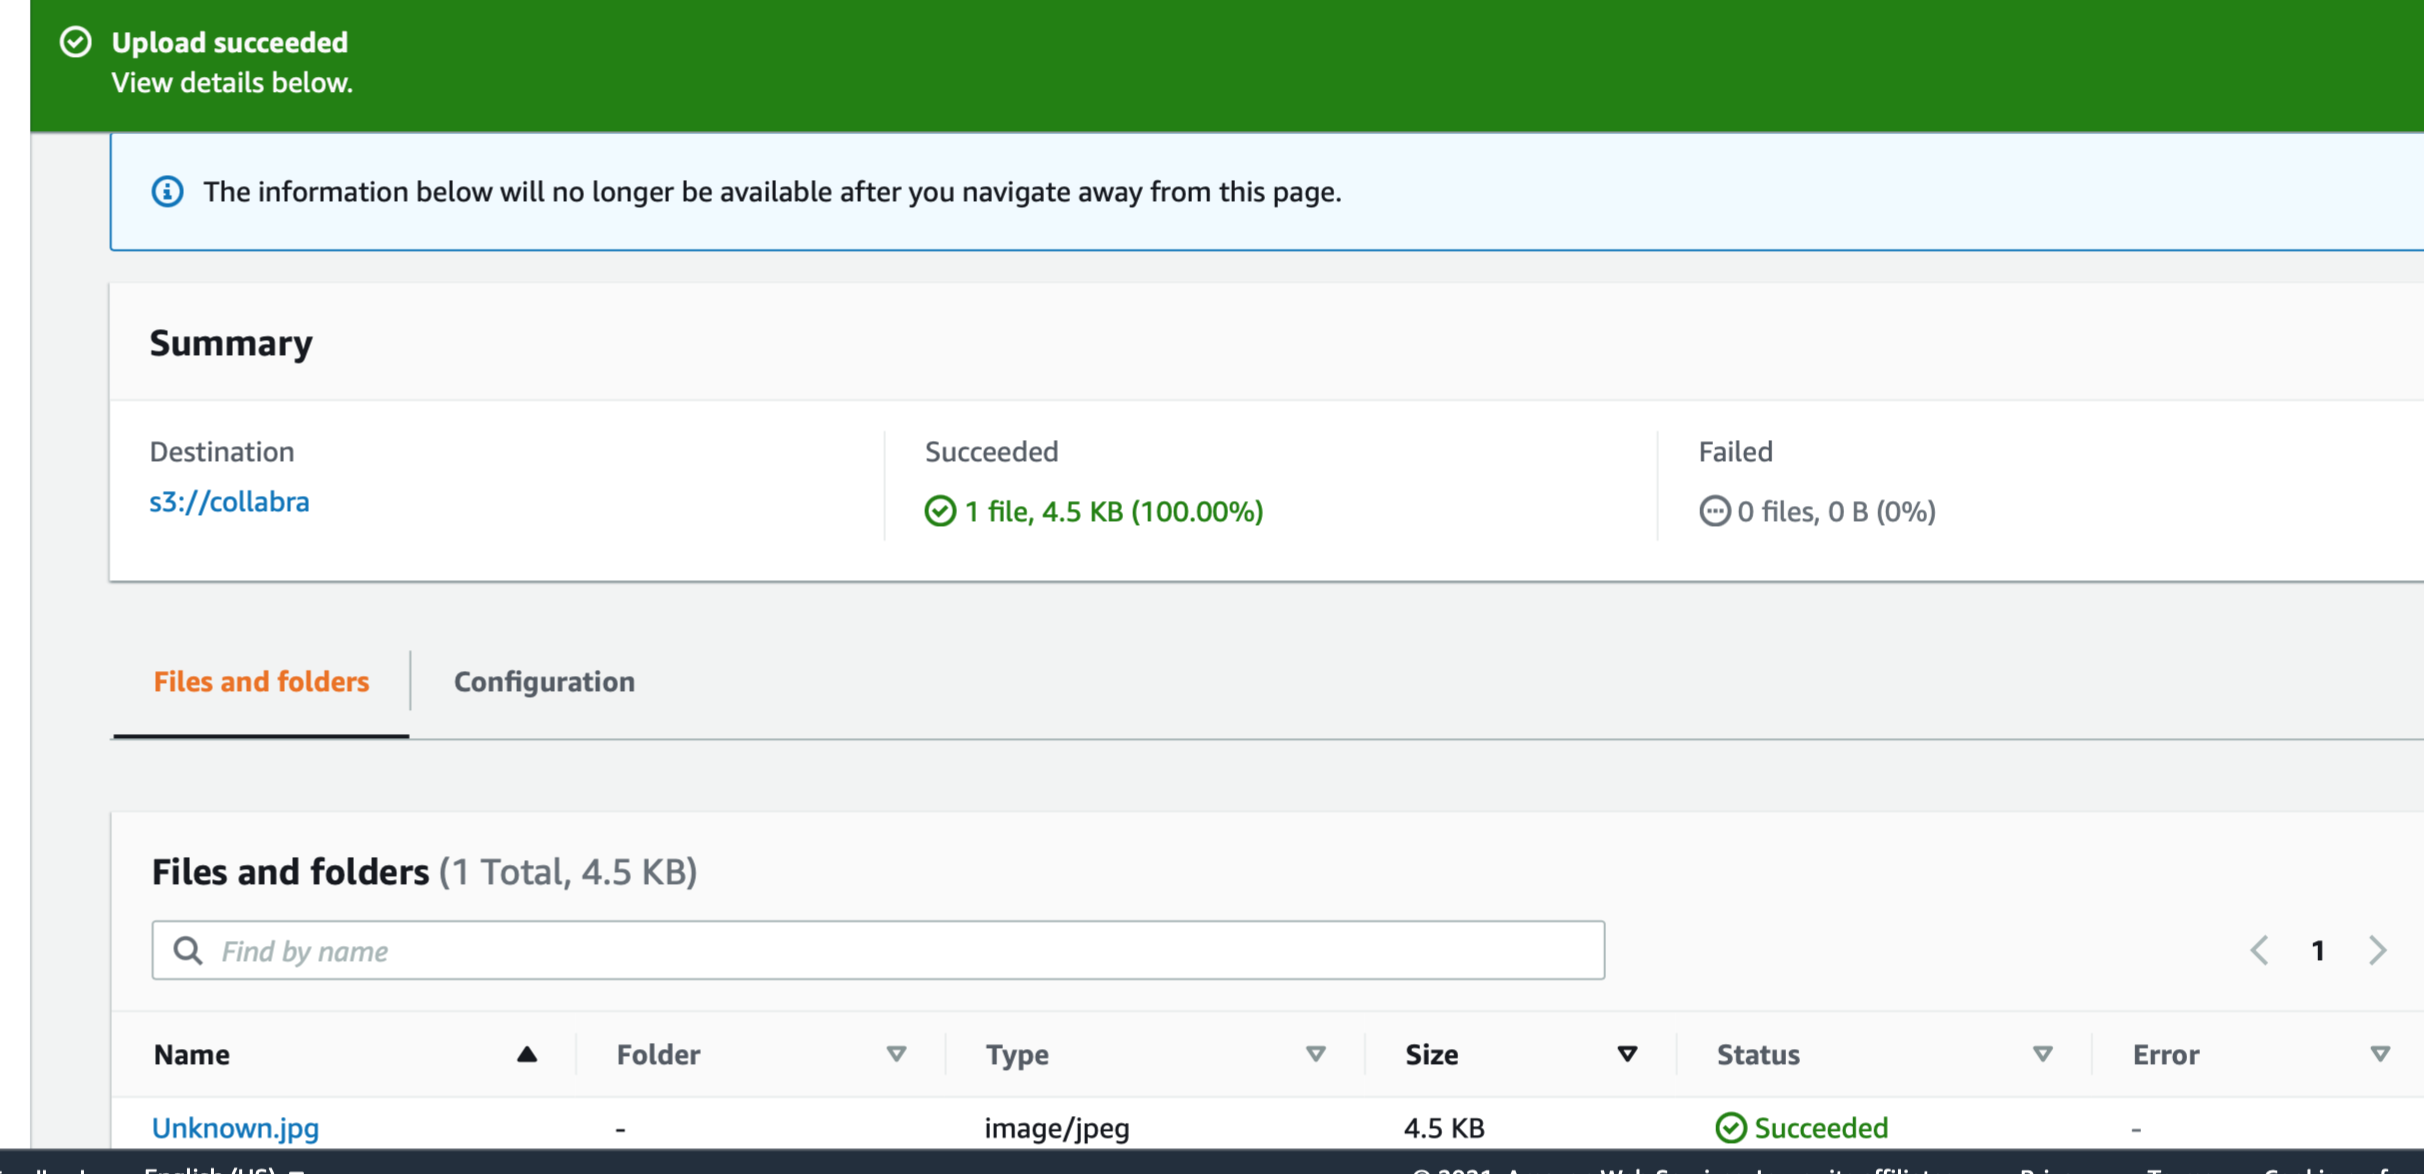 Upload succeeded
View details below.
The information below will no longer be available after you navigate away from this page.
Summary
Destination
Succeeded
Failed
s3://collabra
1 file, 4.5 KB (100.00%)
0 files, 0 B (0%)
Files and folders
Configuration
Files and folders (1 Total, 4.5 KB)
Find by name
1
Name Folder Type Size Status Error
Unknown.jpg - image/jpeg 4.5 KB Succeeded -
English (US)